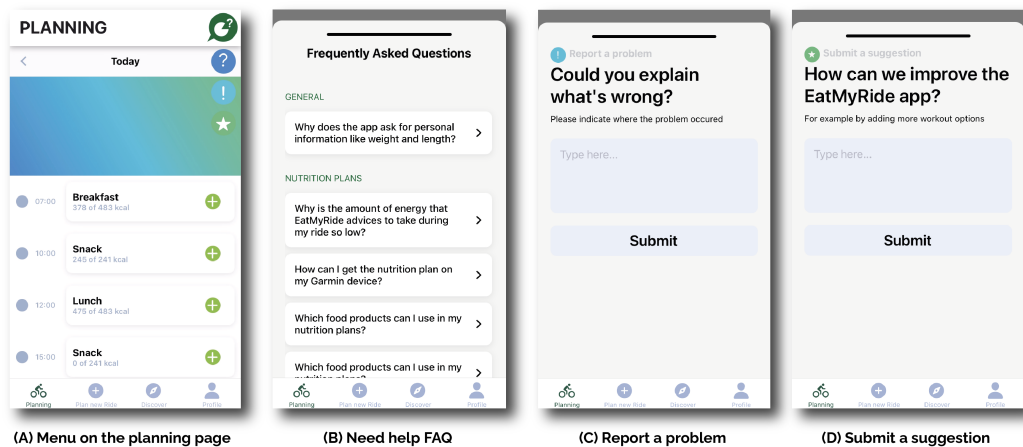 PLANNING
?
Today
?
!
07:00
Breakfast
378 of 483 kcal
10:00
Snack
245 of 241 kcal
12:00
Lunch
475 of 483 kcal
15:00
Snack
0 of 241 kcal
Planning
Plan new Ride
Discover
Profile
(A) Menu on the planning page
Frequently Asked Questions
GENERAL
Why does the app ask for personal
information like weight and length?
NUTRITION PLANS
Why is the amount of energy that
EatMyRide advices to take during
my ride so low?
How can I get the nutrition plan on
my Garmin device?
Which food products can I use in my
nutrition plans?
Which food products can I use in my
nutrition plans?
Planning
Plan new Ride
Discover
Profile
(B) Need help FAQ
! Report a problem
Could you explain
what's wrong?
Please indicate where the problem occured
Type here...
Submit
Planning
Plan new Ride
Discover
Profile
(C) Report a problem
Submit a suggestion
How can we improve the
EatMyRide app?
For example by adding more workout options
Type here...
Submit
Planning
Plan new Ride
Discover
Profile
(D) Submit a suggestion